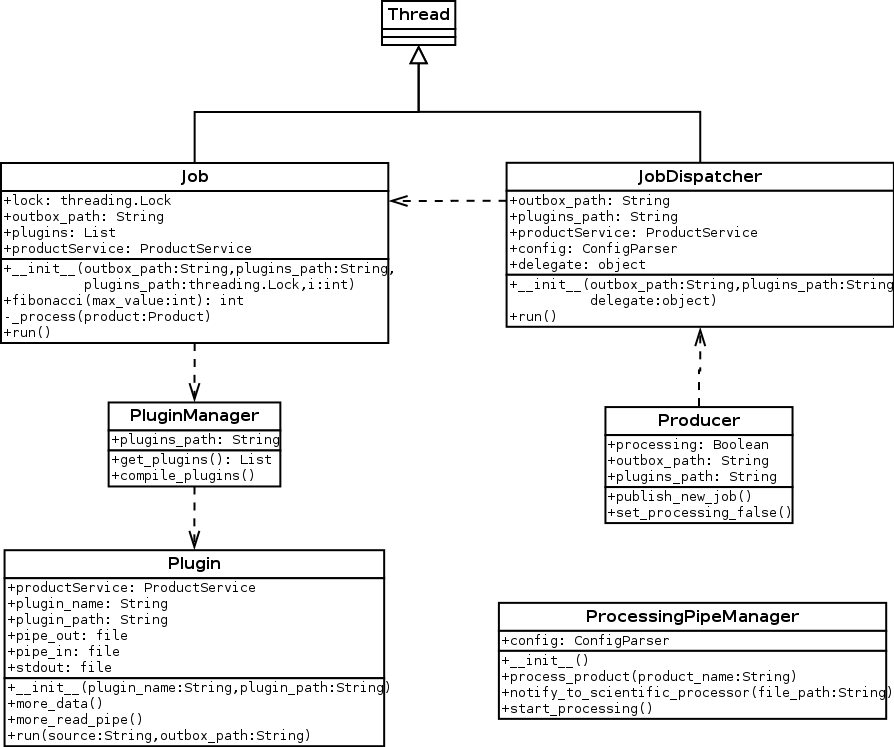 Thread
Job
+lock: threading.Lock
+outbox_path: String
+plugins: List
+productService: ProductService
+__init__(outbox_path:String,plugins_path:String,
plugins_path:threading.Lock,i:int)
+fibonacci(max_value:int): int
-_process(product:Product)
+run()
JobDispatcher
+outbox_path: String
+plugins_path: String
+productService: ProductService
+config: ConfigParser
+delegate: object
+__init__(outbox_path:String,plugins_path:String
delegate:object)
+run()
PluginManager
+plugins_path: String
+get_plugins(): List
+compile_plugins()
Producer
+processing: Boolean
+outbox_path: String
+plugins_path: String
+publish_new_job()
+set_processing_false()
Plugin
+productService: ProductService
+plugin_name: String
+plugin_path: String
+pipe_out: file
+pipe_in: file
+stdout: file
+__init__(plugin_name:String,plugin_path:String)
+more_data()
+more_read_pipe()
+run(source:String,outbox_path:String)
ProcessingPipeManager
+config: ConfigParser
+__init__()
+process_product(product_name:String)
+notify_to_scientific_processor(file_path:String)
+start_processing()